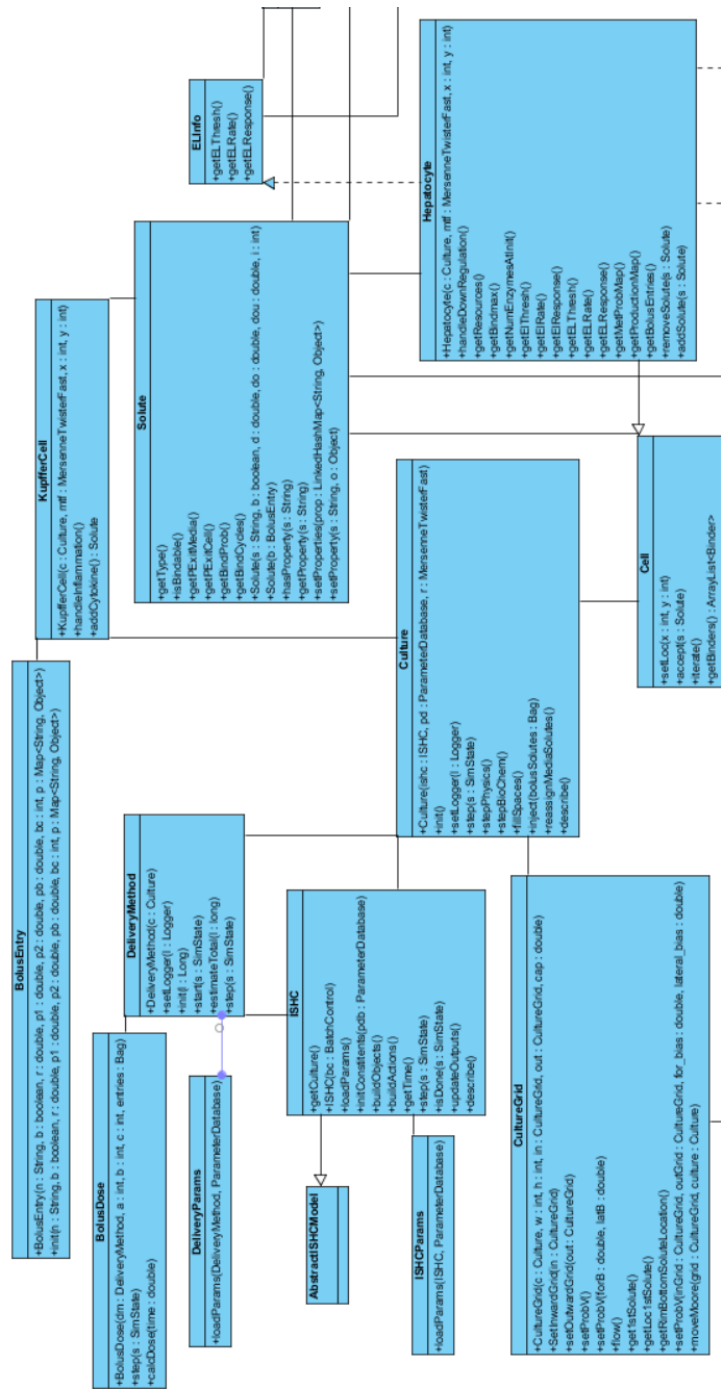 BolusEntry
+BolusEntry(n : String, b : boolean, r : double, p1 : double, p2 : double, pb : double, bc : int, p : Map<String, Object>)
+init(n : String, b : boolean, r : double, p1 : double, p2 : double, pb : double, bc : int, p : Map<String, Object>)
BolusDose
+BolusDose(dm : DeliveryMethod, a : int, b : int, c : int, entries : Bag)
+step(s : SimState)
+calcDose(time : double)
DeliveryMethod
+DeliveryMethod(c : Culture)
+setLogger(l : Logger)
+init(l : Long)
+start(s : SimState)
+estimateTotal(l : long)
+step(s : SimState)
DeliveryParams
+loadParams(DeliveryMethod, ParameterDatabase)
KupfferCell
+KupfferCell(c : Culture, mtf : MersenneTwisterFast, x : int, y : int)
+handleInflammation()
+addCytokine() : Solute
ELInfo
+getELThresh()
+getELRate()
+getELResponse()
Solute
+getType()
+isBindable()
+getPExitMedia()
+getPExitCell()
+getBindProb()
+getBindCycles()
+Solute(s : String, b : boolean, d : double, do : double, dou : double, i : int)
+Solute(b : BolusEntry)
+hasProperty(s : String)
+getProperty(s : String)
+setProperties(prop : LinkedHashMap<String, Object>)
+setProperty(s : String, o : Object)
AbstractISHCModel
ISHC
+getCulture()
+ISHC(bc : BatchControl)
+loadParams()
+initConstituents(pdb : ParameterDatabase)
+buildObjects()
+buildActions()
+getTime()
+step(s : SimState)
+isDone(s : SimState)
+updateOutputs()
+describe()
ISHCParams
+loadParams(ISHC, ParameterDatabase)
Culture
+Culture(ishc : ISHC, pd : ParameterDatabase, r : MersenneTwisterFast)
+init()
+setLogger(l : Logger)
+step(s : SimState)
+stepPhysics()
+stepBioChem()
+fillSpaces()
+inject(bolusSolutes : Bag)
+reassignMediaSolutes()
+describe()
Hepatocyte
+Hepatocyte(c : Culture, mtf : MersenneTwisterFast, x : int, y : int)
+handleDownRegulation()
+getResources()
+getBindmax()
+getNumEnzymesAtInit()
+getEIThresh()
+getEIRate()
+getEIResponse()
+getELThresh()
+getELRate()
+getELResponse()
+getMetProbMap()
+getProductionMap()
+getBolusEntries()
+removeSolute(s : Solute)
+addSolute(s : Solute)
CultureGrid
+CultureGrid(c : Culture, w : int, h : int, in : CultureGrid, out : CultureGrid, cap : double)
+SetInwardGrid(in : CultureGrid)
+setOutwardGrid(out : CultureGrid)
+setProbV()
+setProbV(forB : double, latB : double)
+flow()
+get1stSolute()
+getLoc1stSolute()
+getRimBottomSoluteLocation()
+setProbV(inGrid : CultureGrid, outGrid : CultureGrid, for_bias : double, lateral_bias : double)
+moveMoore(grid : CultureGrid, culture : Culture)
Cell
+setLoc(x : int, y : int)
+accept(s : Solute)
+iterate()
+getBinders() : ArrayList<Binder>